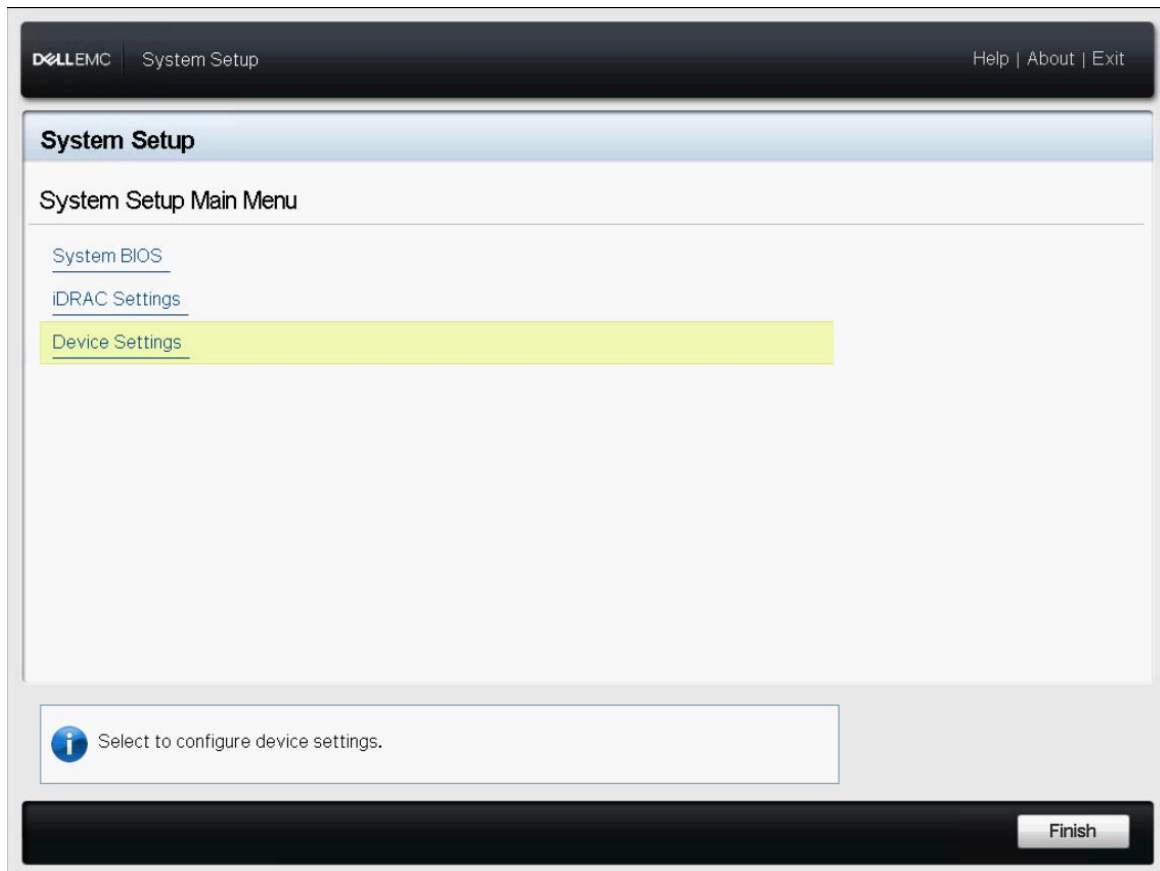 DELLEMC System Setup Help | About | Exit
System Setup
System Setup Main Menu
System BIOS
iDRAC Settings
Device Settings
Select to configure device settings.
Finish